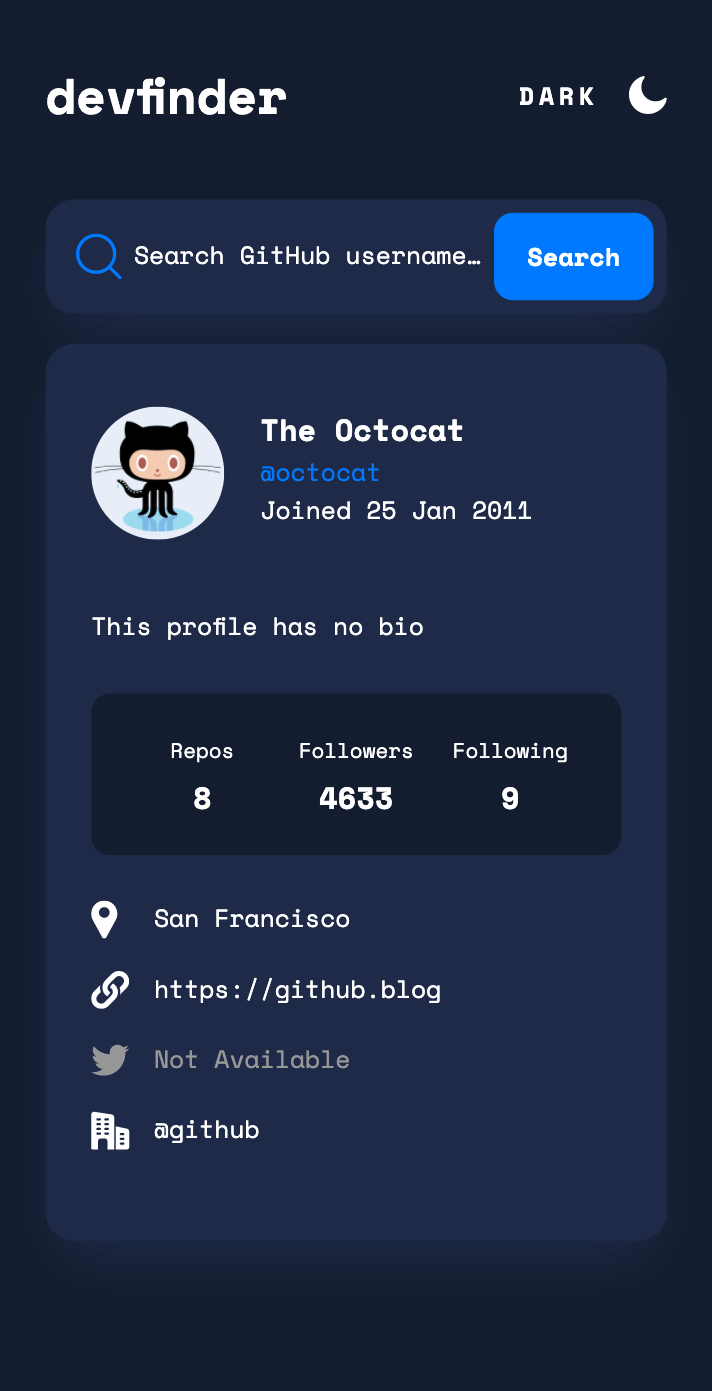 devfinder
DARK
Search GitHub username…
Search
The Octocat
@octocat
Joined 25 Jan 2011
This profile has no bio
Repos Followers Following
8 4633 9
San Francisco
https://github.blog
Not Available
@github